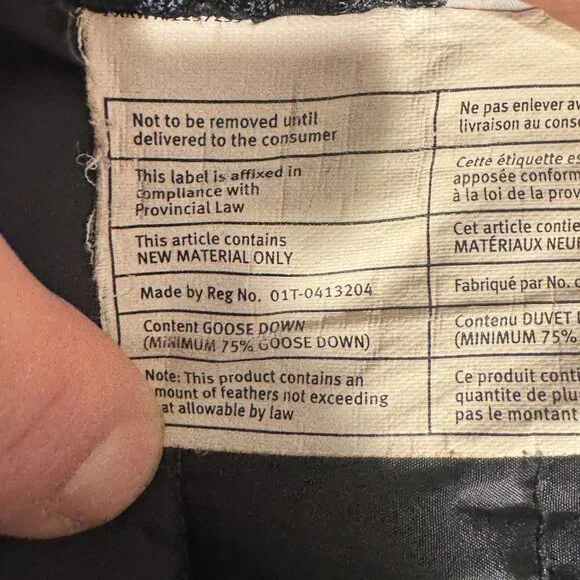 Not to be removed until
delivered to the consumer
This label is affixed in
compliance with
Provincial Law
This article contains
NEW MATERIAL ONLY
Made by Reg No. 01T-0413204
Content GOOSE DOWN
(MINIMUM 75% GOOSE DOWN)
Note: This product contains an
mount of feathers not exceeding
at allowable by law
Ne pas enlever av
livraison au cons
Cette étiquette es
apposée conform
à la loi de la prov
Cet article contie
MATÉRIAUX NEUF
Fabriqué par No.
Contenu DUVET
(MINIMUM 75%
Ce produit conti
quantite de plu
pas le montant